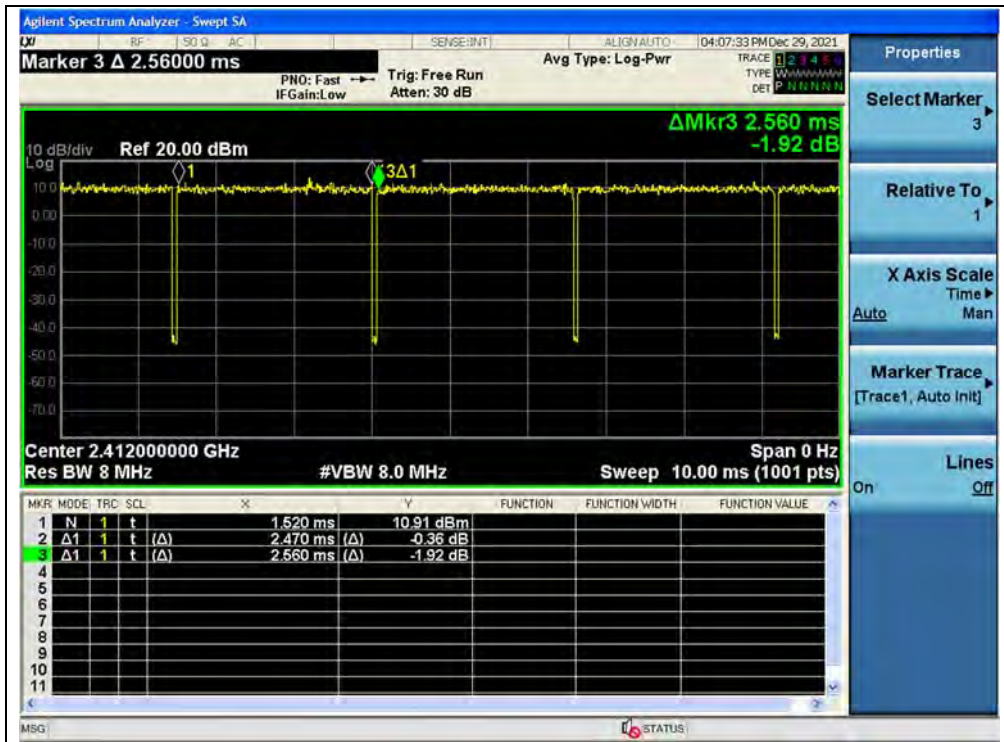 Agilent Spectrum Analyzer - Swept SA
LXI RF 50 Ω AC SENSE:INT ALIGN AUTO 04:07:33 PM Dec 29, 2021
Marker 3 Δ 2.56000 ms
PNO: Fast
IFGain:Low
Trig: Free Run
Atten: 30 dB
Avg Type: Log-Pwr
TRACE 1 2 3 4 5 6
TYPE W
DET P N N N N N
ΔMkr3 2.560 ms
-1.92 dB
10 dB/div Ref 20.00 dBm
Log
1 3Δ1
10.0
0.00
-10.0
-20.0
-30.0
-40.0
-50.0
-60.0
-70.0
Center 2.412000000 GHz Span 0 Hz
Res BW 8 MHz #VBW 8.0 MHz Sweep 10.00 ms (1001 pts)
MKR MODE TRC SCL X Y FUNCTION FUNCTION WIDTH FUNCTION VALUE
1 N 1 t 1.520 ms 10.91 dBm
2 Δ1 1 t (Δ) 2.470 ms (Δ) -0.36 dB
3 Δ1 1 t (Δ) 2.560 ms (Δ) -1.92 dB
4
5
6
7
8
9
10
11
MSG STATUS
Properties
Select Marker
3
Relative To
1
X Axis Scale
Time
Auto Man
Marker Trace
[Trace1, Auto Init]
Lines
On Off